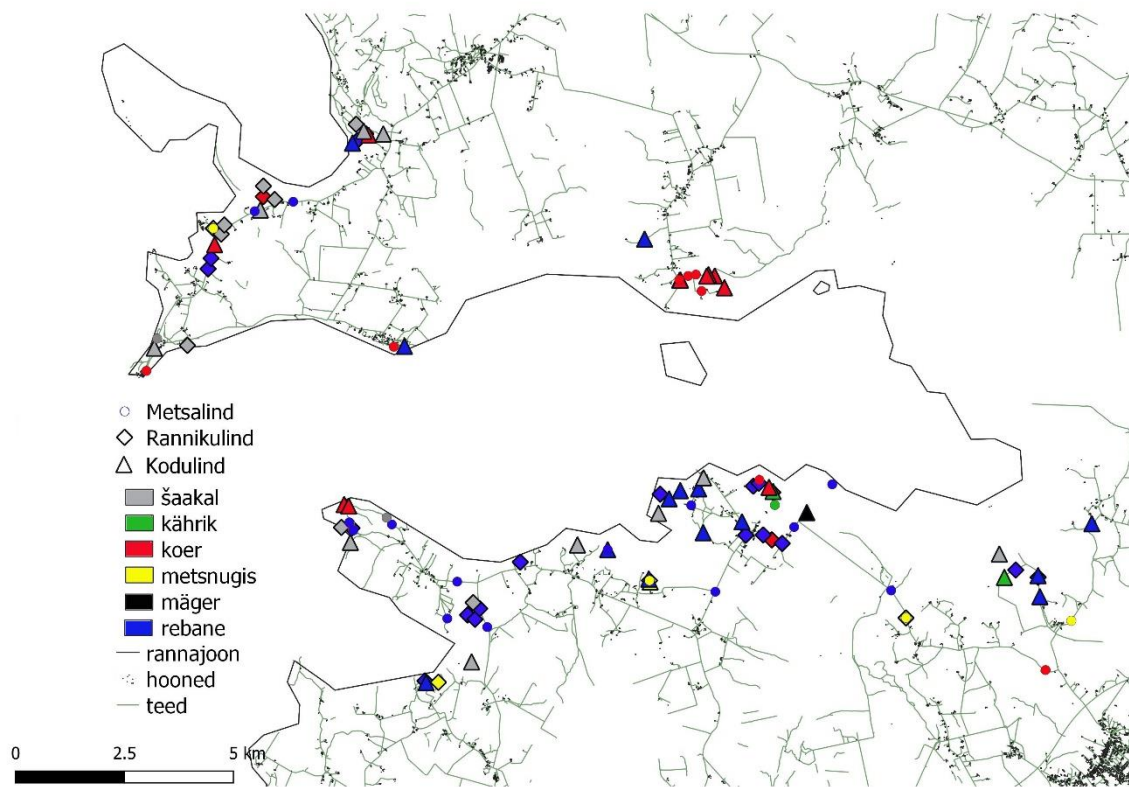 Metsalind
Rannikulind
Kodulind
šaakal
kährik
koer
metsnugis
mäger
rebane
rannajoon
hooned
teed
0 2.5 5 km